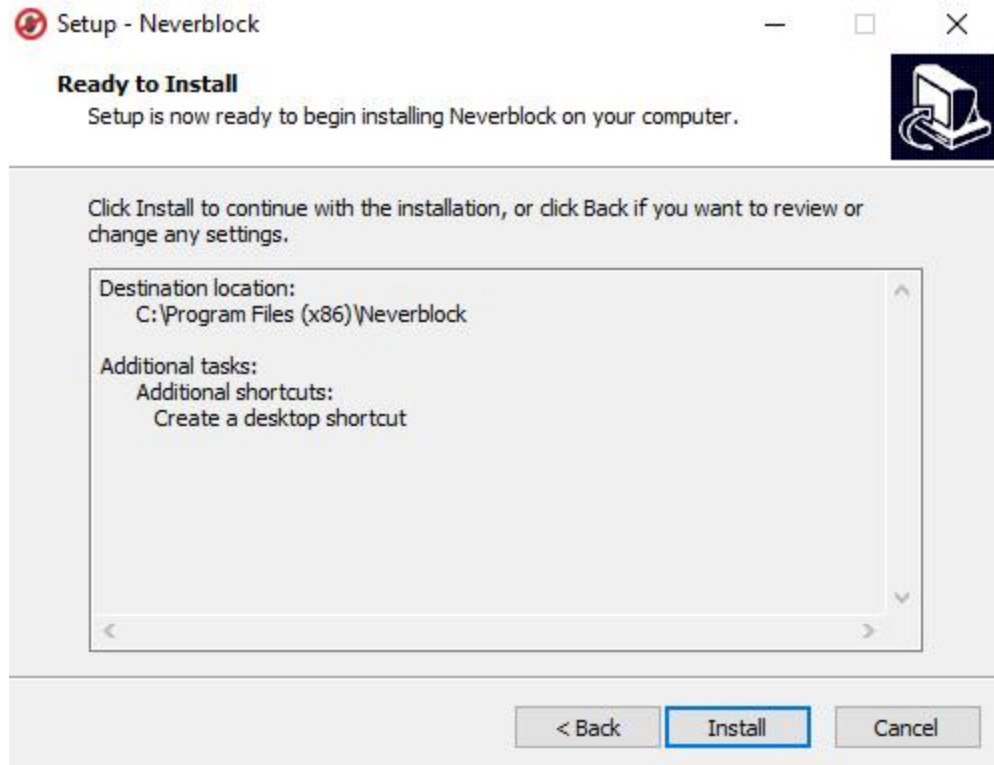 Setup - Neverblock
Ready to Install
Setup is now ready to begin installing Neverblock on your computer.
Click Install to continue with the installation, or click Back if you want to review or
change any settings.
Destination location:
C:\Program Files (x86)\Neverblock
Additional tasks:
Additional shortcuts:
Create a desktop shortcut
< Back Install Cancel